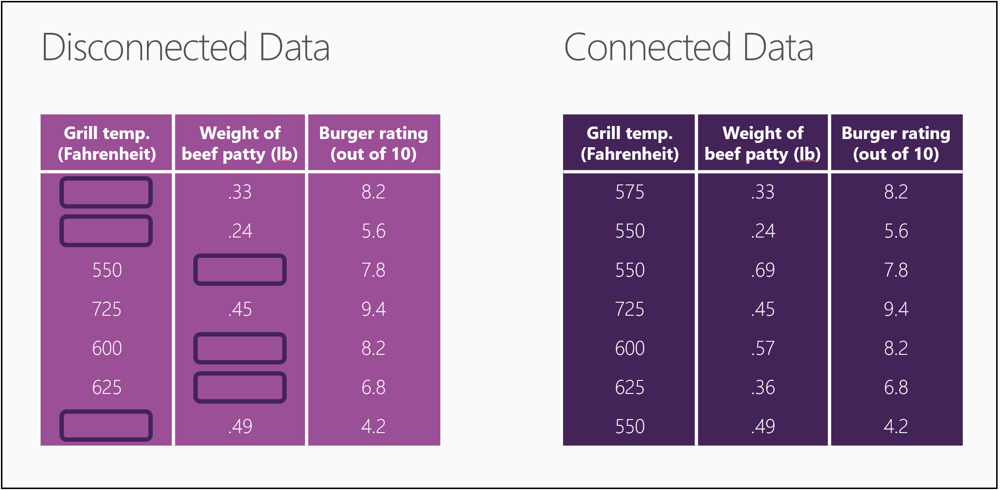 Disconnected Data
Grill temp. (Fahrenheit) Weight of beef patty (lb) Burger rating (out of 10)
.33 8.2
.24 5.6
550 7.8
725 .45 9.4
600 8.2
625 6.8
.49 4.2
Connected Data
Grill temp. (Fahrenheit) Weight of beef patty (lb) Burger rating (out of 10)
575 .33 8.2
550 .24 5.6
550 .69 7.8
725 .45 9.4
600 .57 8.2
625 .36 6.8
550 .49 4.2